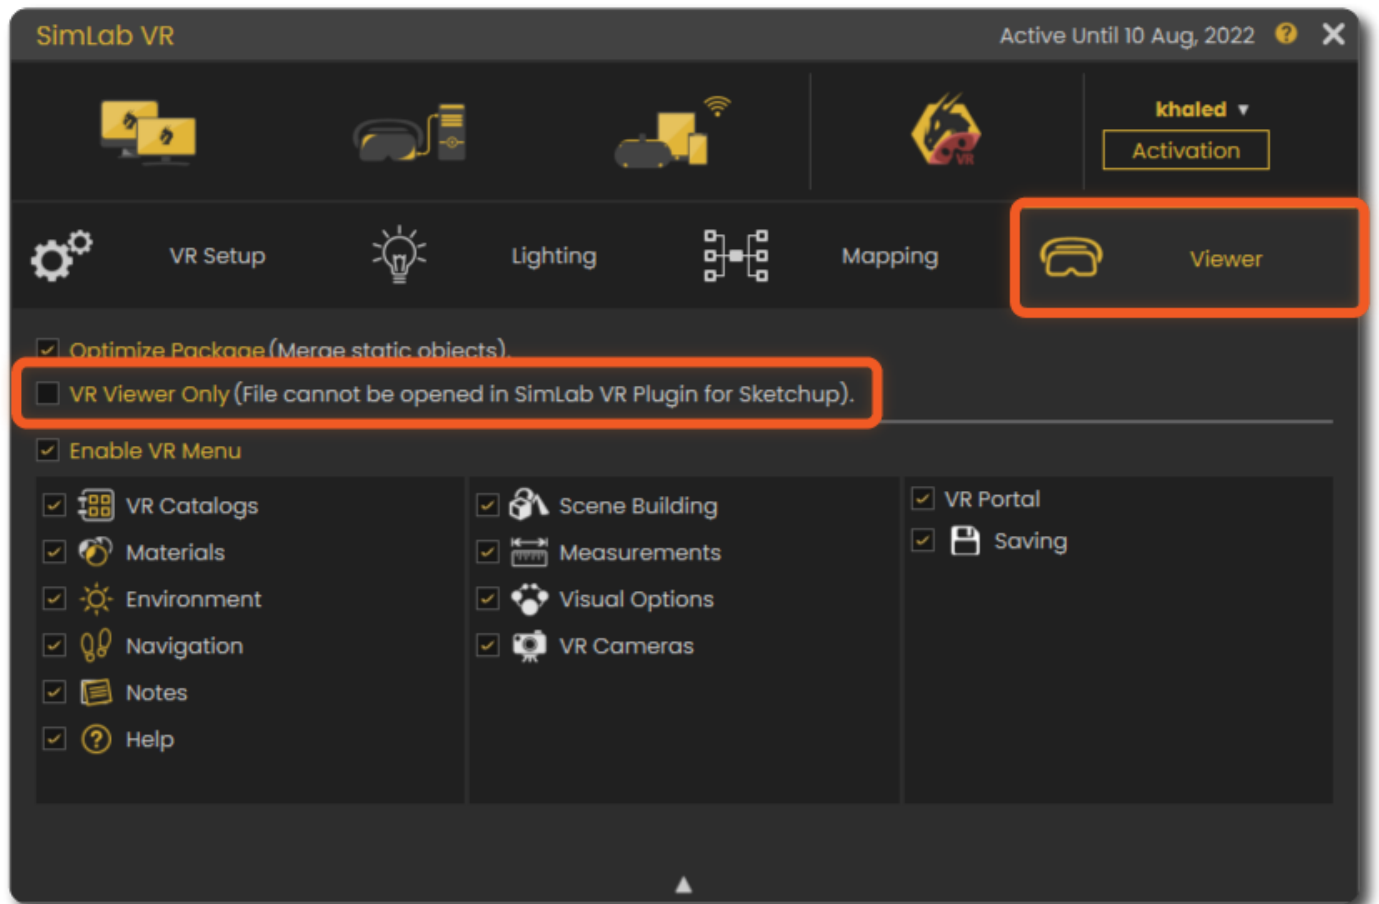 SimLab VR
Active Until 10 Aug, 2022 ?
khaled
Activation
VR
VR Setup
Lighting
Mapping
Viewer
Optimize Package (Merge static objects).
VR Viewer Only (File cannot be opened in SimLab VR Plugin for Sketchup).
Enable VR Menu
VR Catalogs
Materials
Environment
Navigation
Notes
? Help
Scene Building
Measurements
Visual Options
VR Cameras
VR Portal
Saving